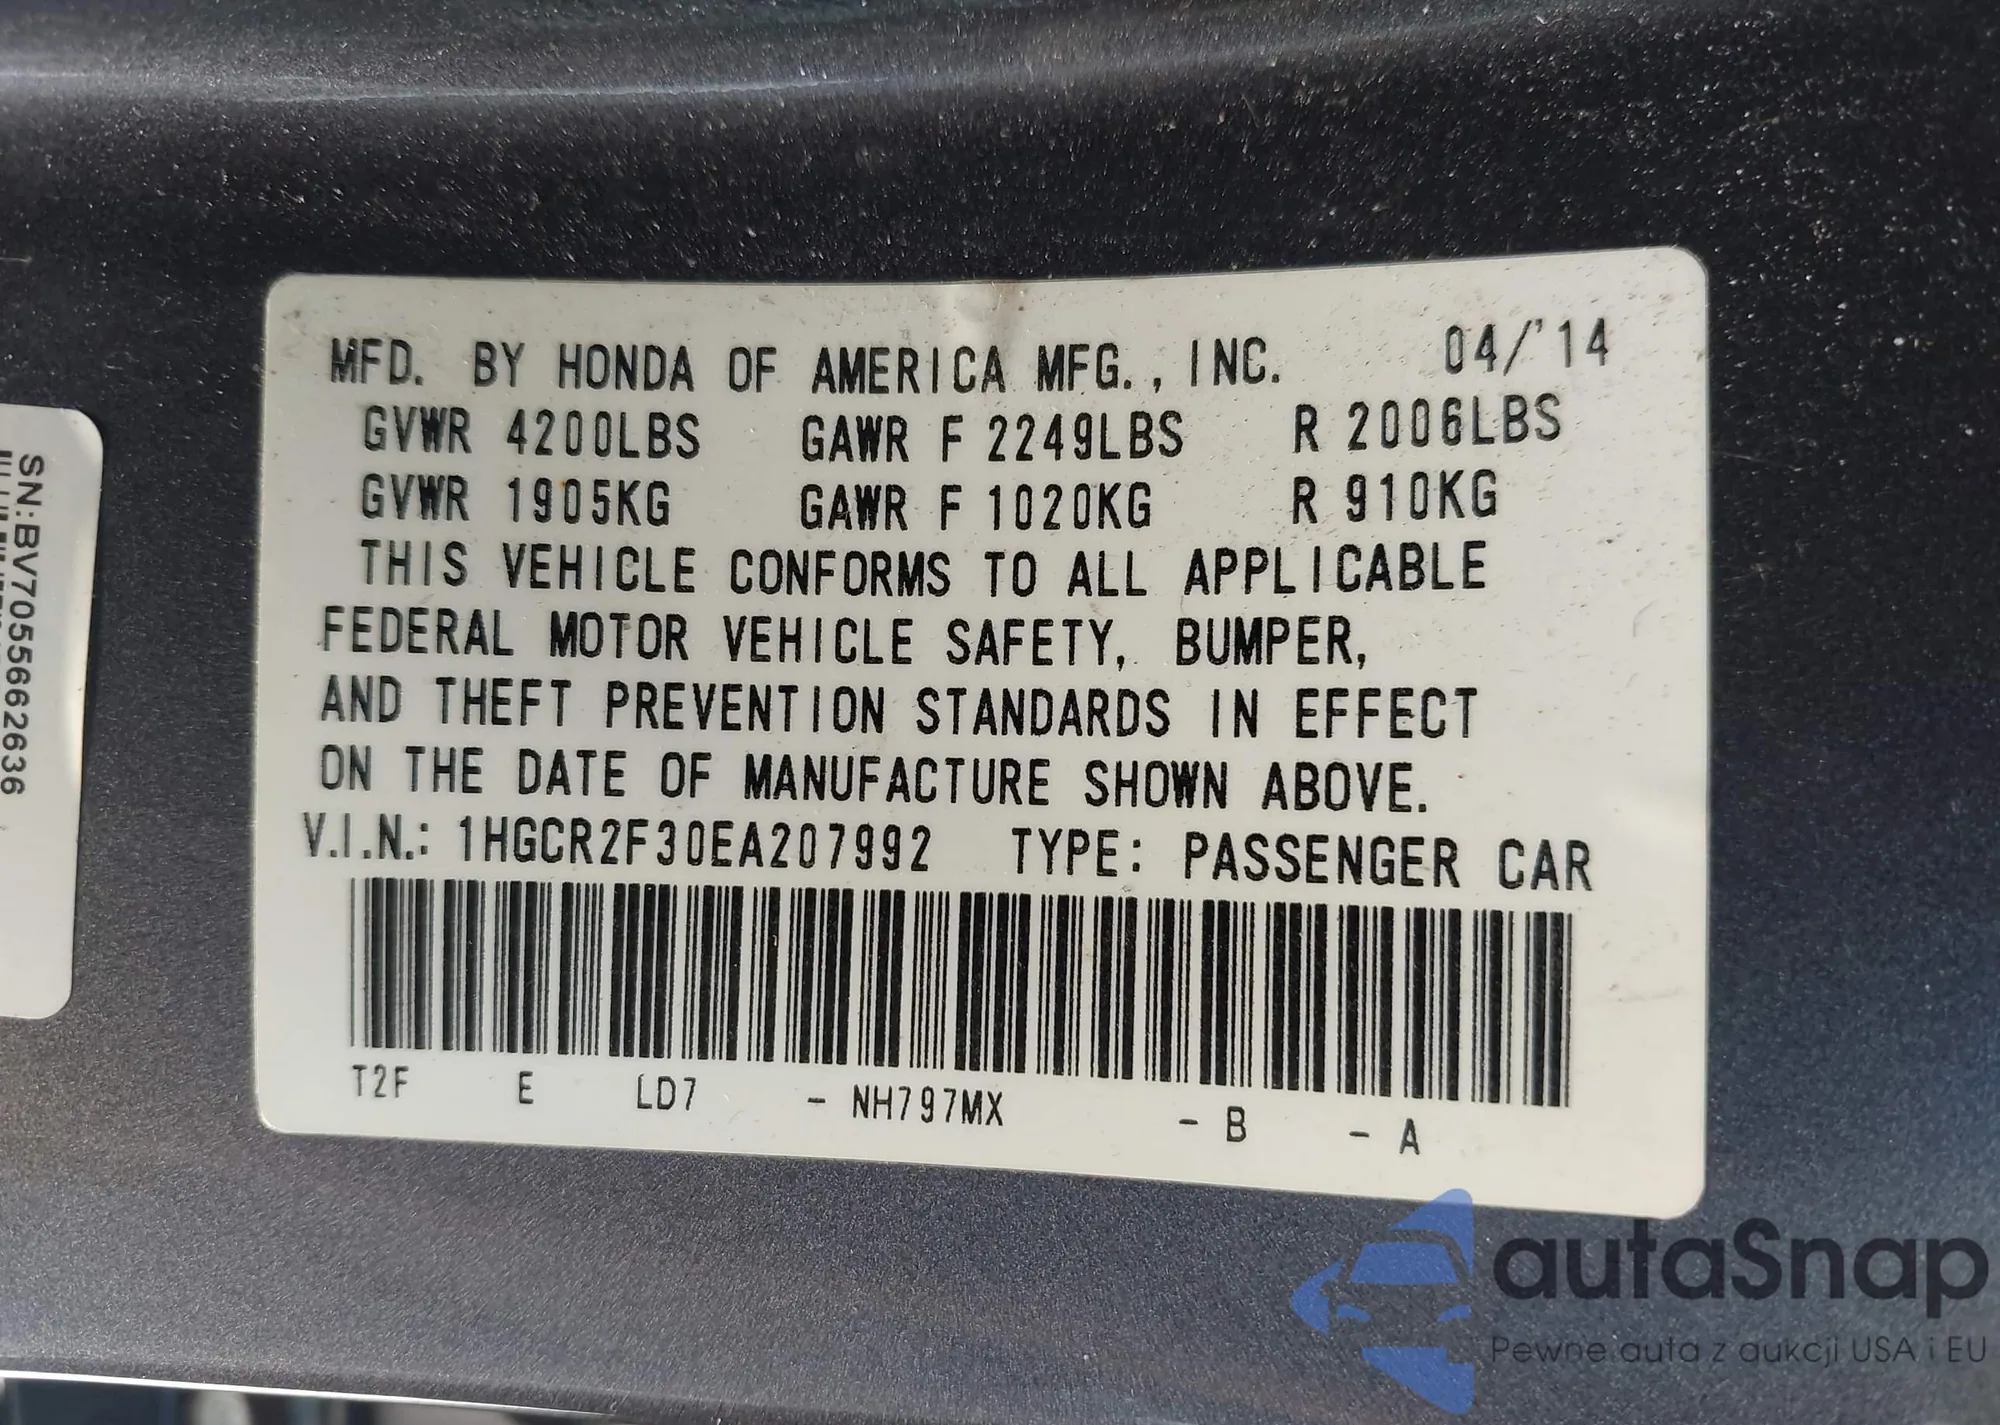 MFD. BY HONDA OF AMERICA MFG., INC. 04/'14
GVWR 4200LBS GAWR F 2249LBS R 2006LBS
GVWR 1905KG GAWR F 1020KG R 910KG
THIS VEHICLE CONFORMS TO ALL APPLICABLE
FEDERAL MOTOR VEHICLE SAFETY, BUMPER,
AND THEFT PREVENTION STANDARDS IN EFFECT
ON THE DATE OF MANUFACTURE SHOWN ABOVE.
V.I.N.: 1HGCR2F30EA207992 TYPE: PASSENGER CAR
T2F E LD7 - NH797MX - B - A
SN:BV705566 2636
autaSnap
Pewne auta z aukcji USA i EU